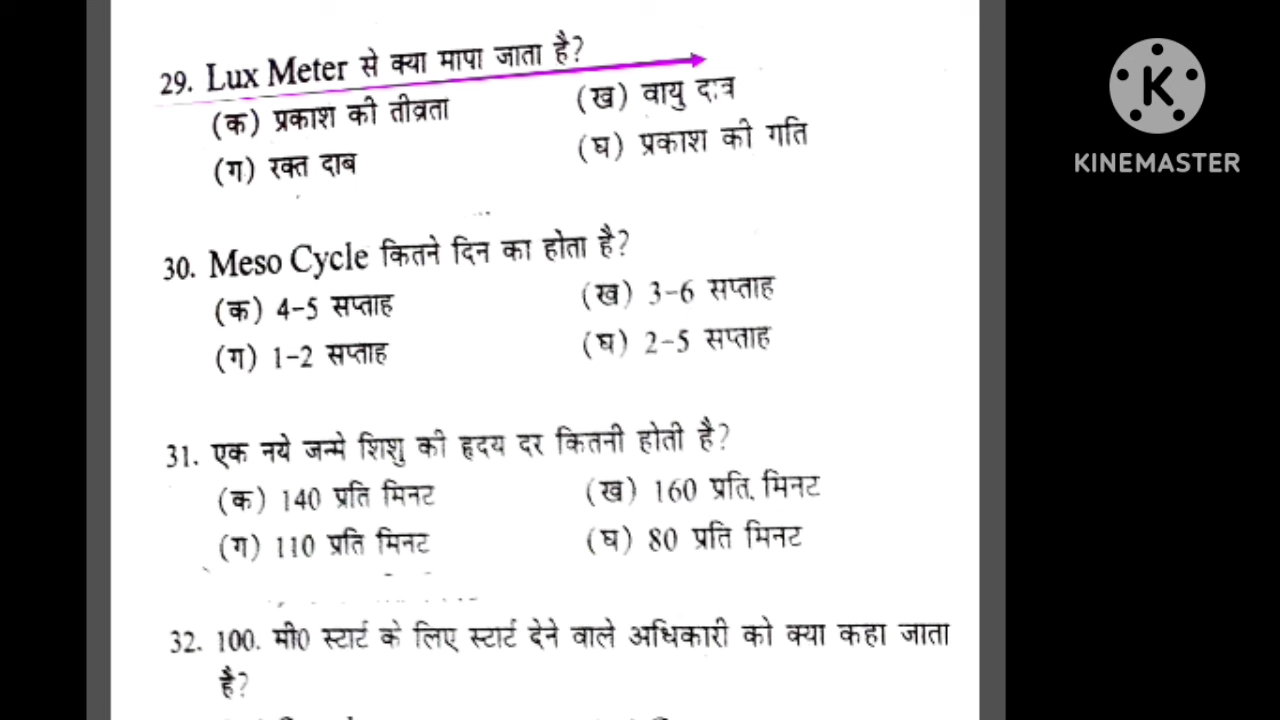 29. Lux Meter से क्या मापा जाता है?
(क) प्रकाश की तीव्रता (ख) वायु
(ग) रक्त दाब (घ) प्रकाश की गति
30. Meso Cycle कितने दिन का होता है?
(क) 4-5 सप्ताह (ख) 3-6 सप्ताह
(ग) 1-2 सप्ताह (घ) 2-5 सप्ताह
31. एक नये जन्मे शिशु की हृदय दर कितनी होती है?
(क) 140 प्रति मिनट (ख) 160 प्रति. मिनट
(ग) 110 प्रति मिनट (घ) 80 प्रति मिनट
32. 100. मी0 स्टार्ट के लिए स्टार्ट देने वाले अधिकारी को क्या कहा जाता
है?
K
KINEMASTER